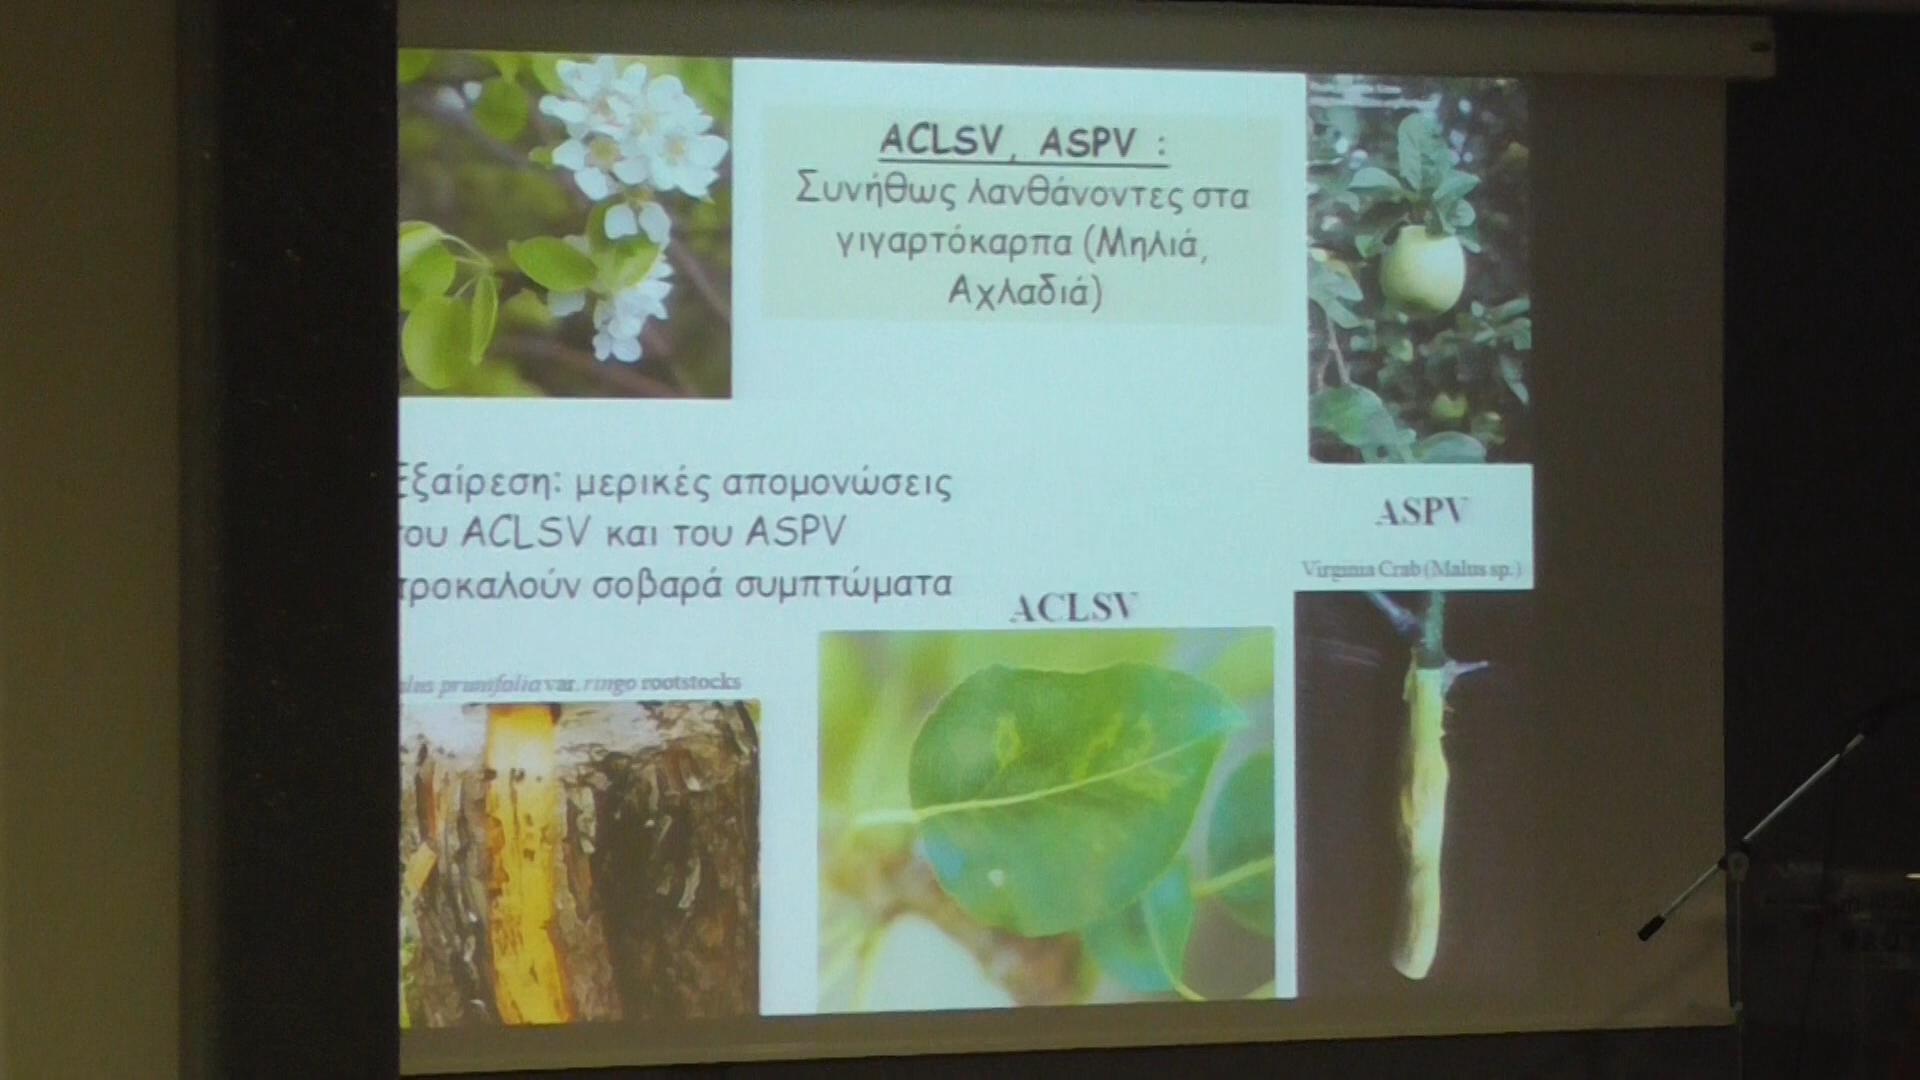 ACLSV, ASPV :
Συνήθως λανθάνοντες στα
γιγαρτόκαρπα (Μηλιά,
Αχλαδιά)
Εξαίρεση: μερικές απομονώσεις
του ACLSV και του ASPV
προκαλούν σοβαρά συμπτώματα
ASPV
Virginia Crab (Malus sp.)
ACLSV
prunifolia var. ringo rootstocks